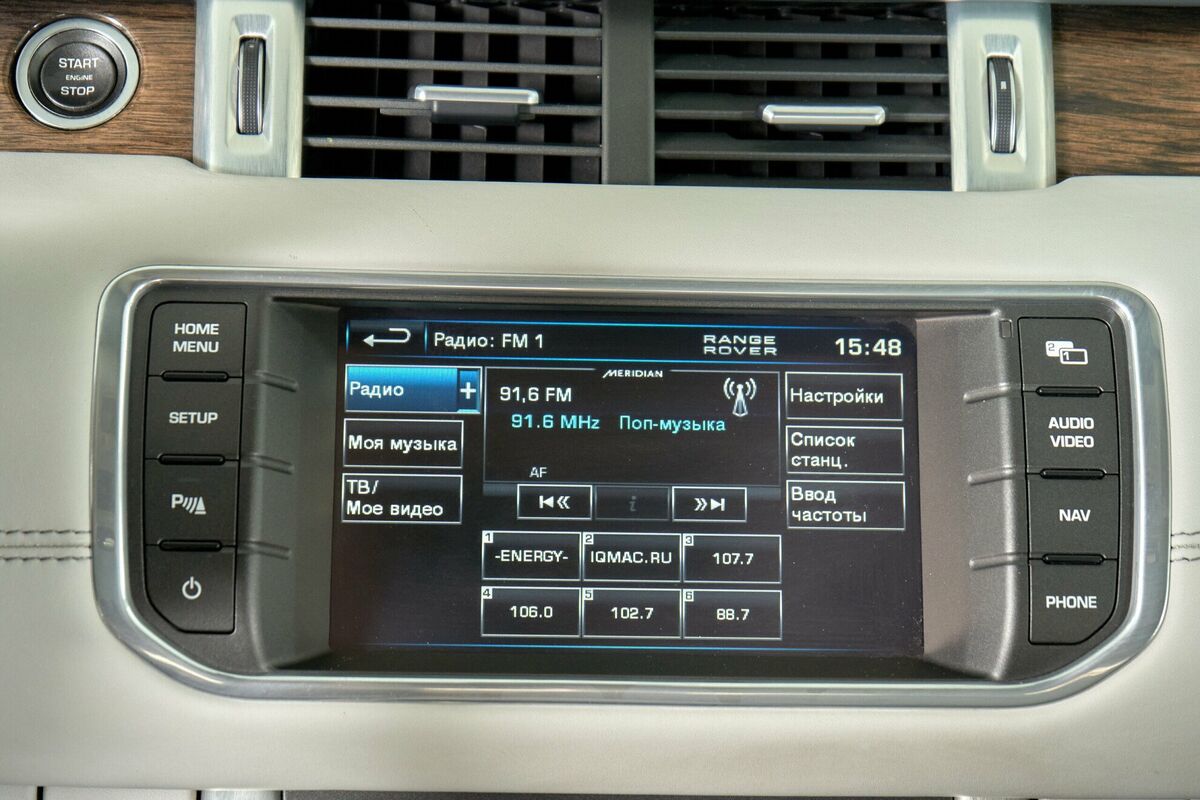 START
ENGINE
STOP
HOME
MENU
SETUP
P
Радио: FM 1
RANGE
ROVER
15:48
Радио +
Моя музыка
ТВ/
Мое видео
MERIDIAN
91,6 FM
91.6 MHz Поп-музыка
AF
i
Настройки
Список
станц.
Ввод
частоты
1 -ENERGY-
2 IQMAC.RU
3 107.7
4 106.0
5 102.7
6 88.7
2 1
AUDIO
VIDEO
NAV
PHONE